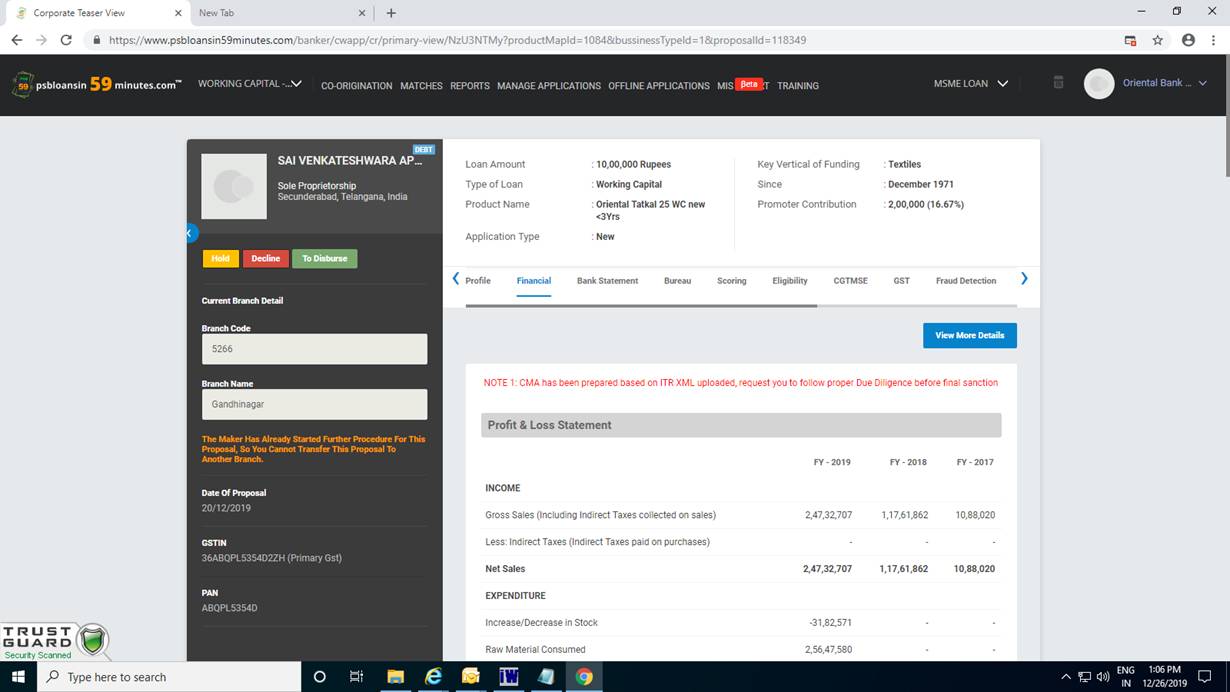 Corporate Teaser View
New Tab
https://www.psbloansin59minutes.com/banker/cwapp/cr/primary-view/NzU3NTMy?productMapId=1084&bussinessTypeId=1&proposalId=118349
59 psbloansin 59 minutes.com™
WORKING CAPITAL -...
CO-ORIGINATION MATCHES REPORTS MANAGE APPLICATIONS OFFLINE APPLICATIONS MIS Beta T TRAINING
MSME LOAN
Oriental Bank ...
DEBT
SAI VENKATESHWARA AP...
Sole Proprietorship
Secunderabad, Telangana, India
Hold Decline To Disburse
Current Branch Detail
Branch Code
5266
Branch Name
Gandhinagar
The Maker Has Already Started Further Procedure For This
Proposal, So You Cannot Transfer This Proposal To
Another Branch.
Date Of Proposal
20/12/2019
GSTIN
36ABQPL5354D2ZH (Primary Gst)
PAN
ABQPL5354D
Loan Amount : 10,00,000 Rupees
Type of Loan : Working Capital
Product Name : Oriental Tatkal 25 WC new
<3Yrs
Application Type : New
Key Vertical of Funding : Textiles
Since : December 1971
Promoter Contribution : 2,00,000 (16.67%)
Profile Financial Bank Statement Bureau Scoring Eligibility CGTMSE GST Fraud Detection
View More Details
NOTE 1: CMA has been prepared based on ITR XML uploaded, request you to follow proper Due Diligence before final sanction
Profit & Loss Statement
FY - 2019 FY - 2018 FY - 2017
INCOME
Gross Sales (Including Indirect Taxes collected on sales) 2,47,32,707 1,17,61,862 10,88,020
Less: Indirect Taxes (Indirect Taxes paid on purchases) - - -
Net Sales 2,47,32,707 1,17,61,862 10,88,020
EXPENDITURE
Increase/Decrease in Stock -31,82,571 - -
Raw Material Consumed 2,56,47,580 - -
TRUST
GUARD
Security Scanned
Type here to search
ENG
IN
1:06 PM
12/26/2019